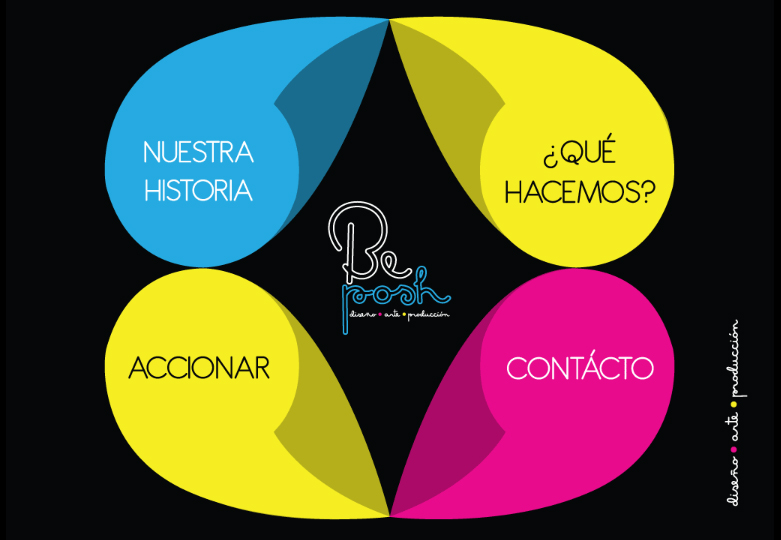 NUESTRA
HISTORIA
¿QUÉ
HACEMOS?
Be
posh
diseño • arte • producción
ACCIONAR
CONTÁCTO
diseño • arte • producción